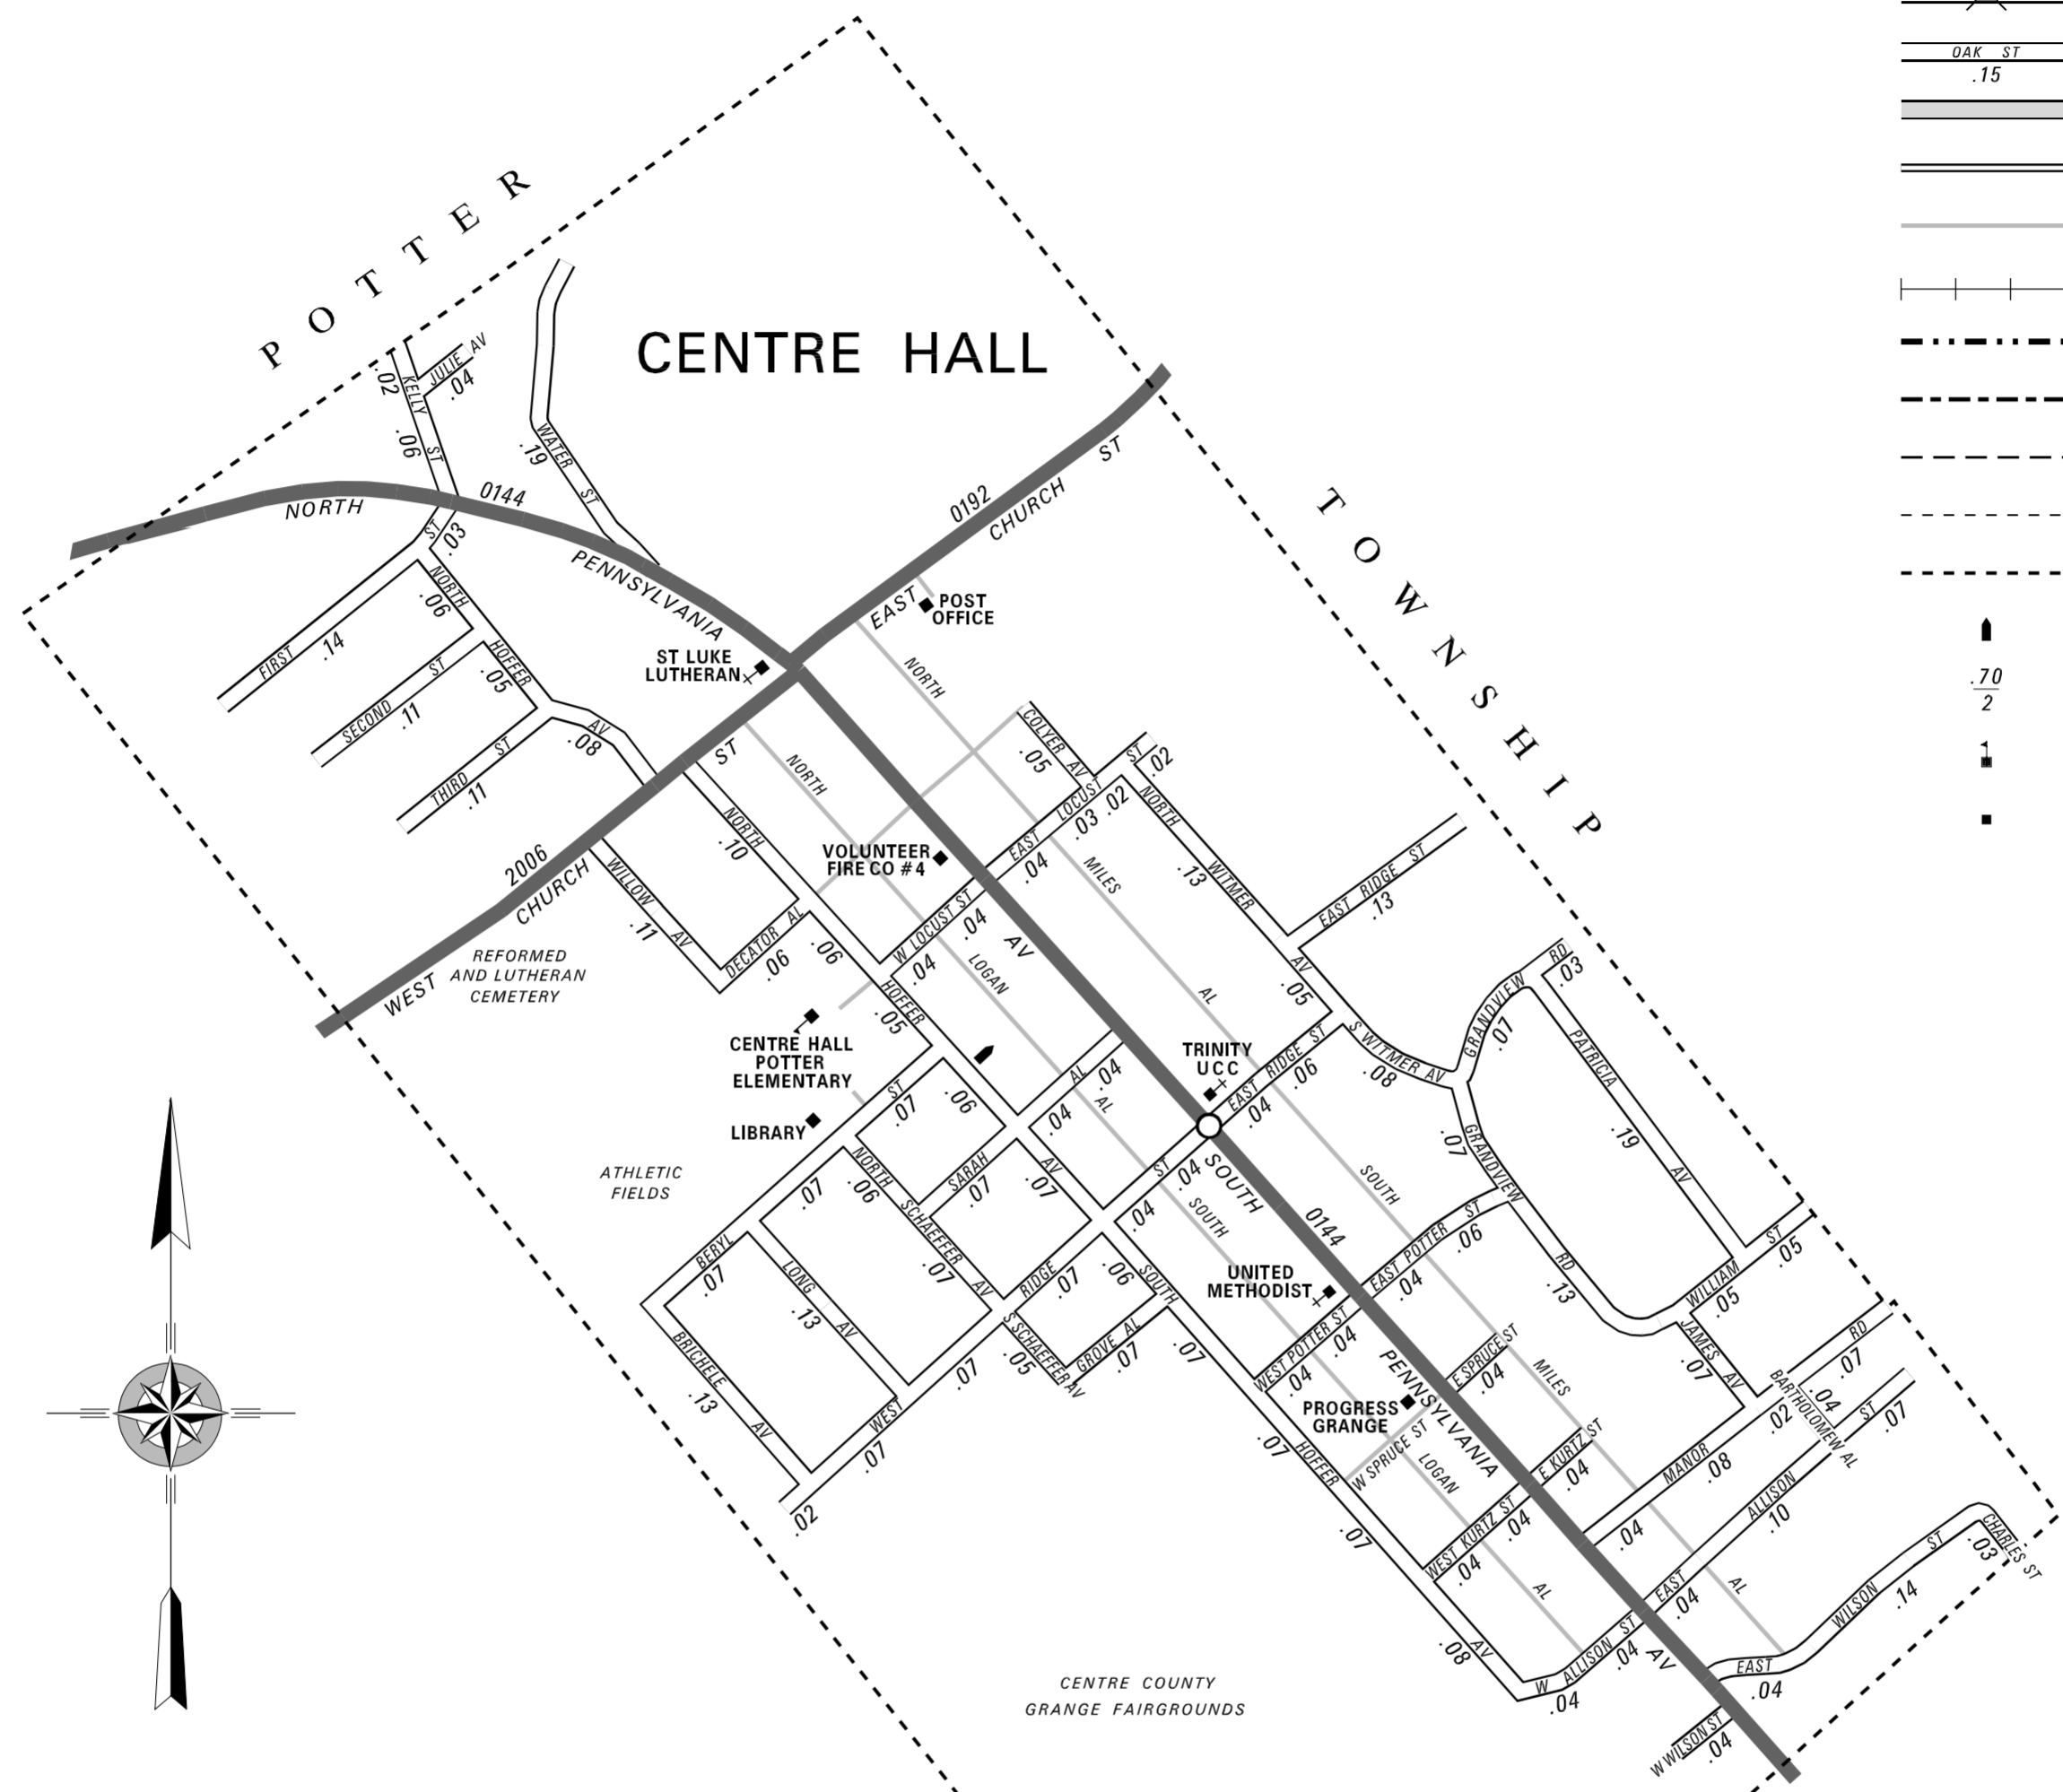 OAK ST
.15
POTTER
CENTRE HALL
JULIE AV
.04
.02
KELLY ST
.06
WATER ST
.19
0144
NORTH
PENNSYLVANIA
ST
.03
0192
CHURCH ST
EAST
POST
OFFICE
TOWNSHIP
.70
2
NORTH
.06
FIRST
.14
HOFFER
.05
SECOND ST
.11
AV
.08
THIRD ST
.11
ST LUKE
LUTHERAN
ST
NORTH
NORTH
COLYER AV
.05
ST
.02
NORTH
.10
VOLUNTEER
FIRE CO #4
EAST LOCUST
.04
.03
.02
MILES
NORTH
WITMER
.13
EAST RIDGE ST
.13
2006
CHURCH
WILLOW AV
.11
DECATOR AL
.06
.06
W LOCUST ST
.04
.04
AV
LOGAN
AL
AV
.05
WEST
REFORMED
AND LUTHERAN
CEMETERY
HOFFER
.05
GRANDVIEW RD
.03
.07
CENTRE HALL
POTTER
ELEMENTARY
TRINITY
UCC
EAST RIDGE ST
.04
.06
S WITMER AV
.08
PATRICIA AV
.19
LIBRARY
ST
.07
.06
AL
.04
.04
AL
ATHLETIC
FIELDS
.07
NORTH SCHAEFFER AV
.06
.07
SARAH
.07
AV
.07
ST
.04
.04
SOUTH
SOUTH
SOUTH
0144
GRANDVIEW RD
.07
.13
BERYL
.07
LONG AV
.13
RIDGE
.07
.06
SOUTH
.07
UNITED
METHODIST
EAST POTTER ST
.04
.06
WILLIAM ST
.05
.05
BRICHELE AV
.13
WEST
.07
.07
.02
S SCHAEFFER AV
.05
GROVE AL
.07
WEST POTTER ST
.04
.04
E SPRUCE ST
.04
MILES
JAMES AV
.07
RD
.07
PROGRESS
GRANGE
PENNSYLVANIA
W SPRUCE ST
LOGAN
HOFFER
.07
.07
E KURTZ ST
.04
BARTHOLOMEW AL
.04
.02
MANOR
.08
.04
ST
.07
WEST KURTZ ST
.04
.04
ALLISON
.10
EAST
.04
AL
AL
AV
.08
W ALLISON ST
.04
.04
AV
WILSON ST
.14
CHARLES ST
.03
EAST
.04
W WILSON ST
.04
CENTRE COUNTY
GRANGE FAIRGROUNDS